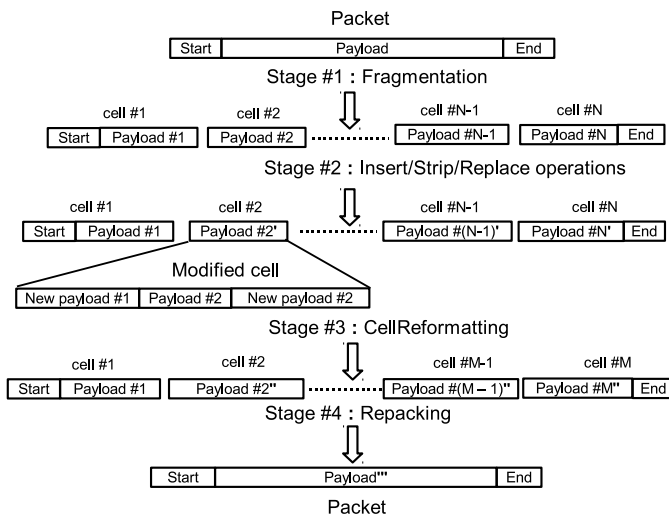 Packet
Start Payload End
Stage #1 : Fragmentation
cell #1 cell #2 cell #N-1 cell #N
Start Payload #1 Payload #2 Payload #N-1 Payload #N End
Stage #2 : Insert/Strip/Replace operations
cell #1 cell #2 cell #N-1 cell #N
Start Payload #1 Payload #2' Payload #(N-1)' Payload #N' End
Modified cell
New payload #1 Payload #2 New payload #2
Stage #3 : CellReformatting
cell #1 cell #2 cell #M-1 cell #M
Start Payload #1 Payload #2" Payload #(M – 1)" Payload #M" End
Stage #4 : Repacking
Start Payload''' End
Packet